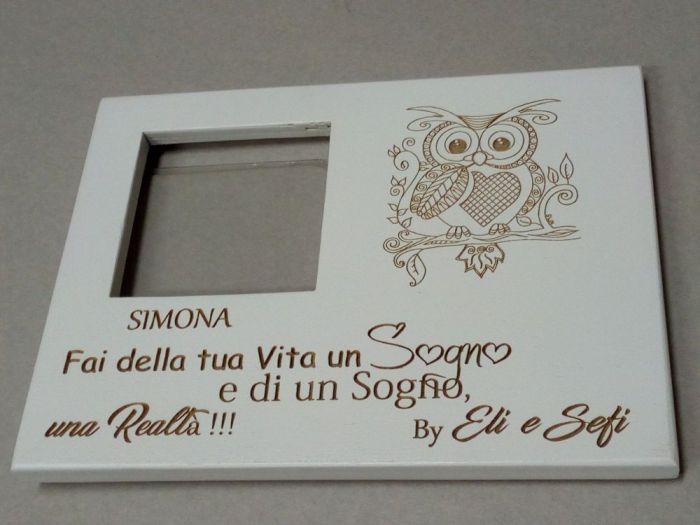 SIMONA
Fai della tua Vita un Sogno
e di un Sogno,
una Realtà !!!
By Eli e Sefi